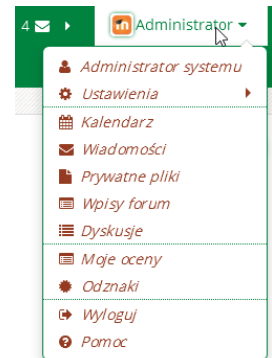 4 Administrator
Administrator systemu
Ustawienia
Kalendarz
Wiadomości
Prywatne pliki
Wpisy forum
Dyskusje
Moje oceny
Odznaki
Wyloguj
Pomoc